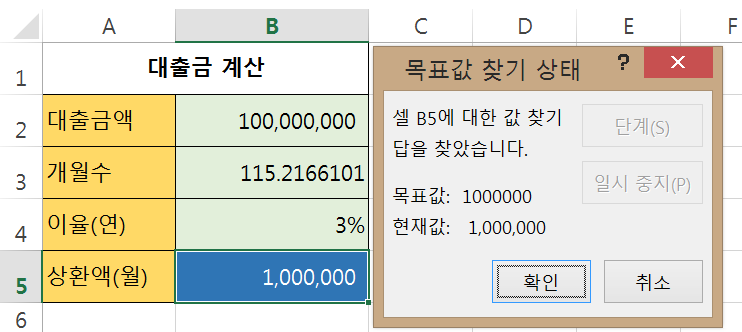 A B C D E F
1 대출금 계산
2 대출금액 100,000,000
3 개월수 115.2166101
4 이율(연) 3%
5 상환액(월) 1,000,000
6
목표값 찾기 상태 ? ×
셀 B5에 대한 값 찾기
답을 찾았습니다.
목표값: 1000000
현재값: 1,000,000
단계(S)
일시 중지(P)
확인 취소